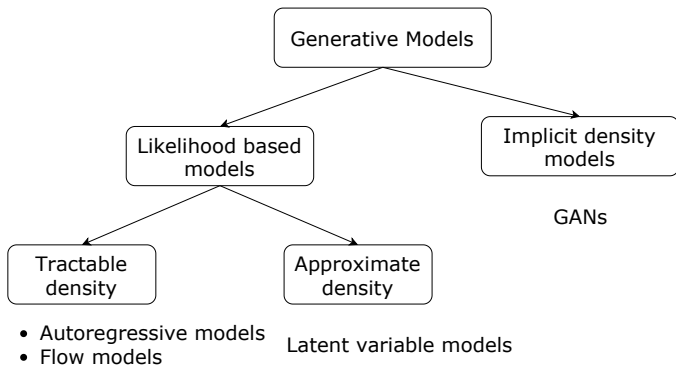 Generative Models
Likelihood based
models
Implicit density
models
GANs
Tractable
density
Approximate
density
• Autoregressive models
• Flow models
Latent variable models